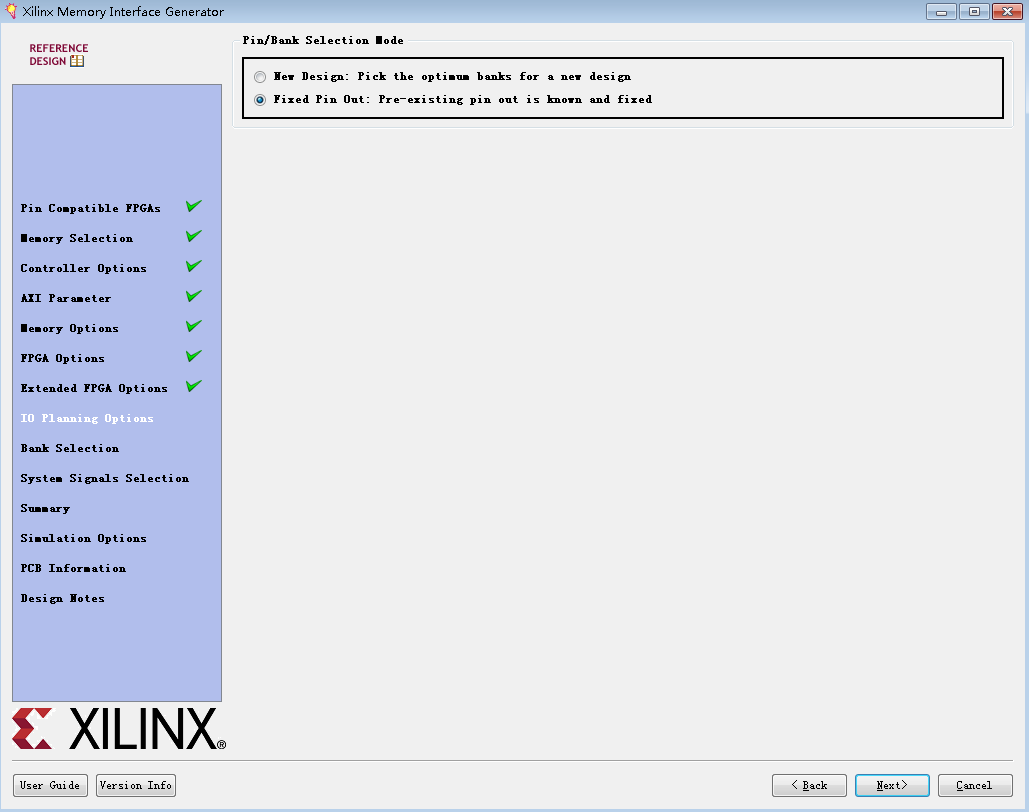 Xilinx Memory Interface Generator
REFERENCE
DESIGN
Pin/Bank Selection Mode
New Design: Pick the optimum banks for a new design
Fixed Pin Out: Pre-existing pin out is known and fixed
Pin Compatible FPGAs
Memory Selection
Controller Options
AXI Parameter
Memory Options
FPGA Options
Extended FPGA Options
IO Planning Options
Bank Selection
System Signals Selection
Summary
Simulation Options
PCB Information
Design Notes
XILINX®
User Guide
Version Info
< Back
Next>
Cancel